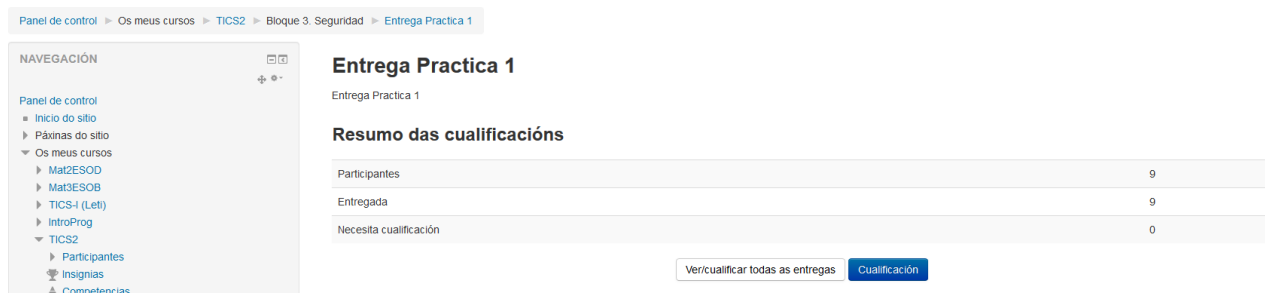 Panel de control ▶ Os meus cursos ▶ TICS2 ▶ Bloque 3. Seguridad ▶ Entrega Practica 1
NAVEGACIÓN
Panel de control
Inicio do sitio
Páxinas do sitio
Os meus cursos
Mat2ESOD
Mat3ESOB
TICS-I (Leti)
IntroProg
TICS2
Participantes
Insignias
Competencias
Entrega Practica 1
Entrega Practica 1
Resumo das cualificacións
Participantes 9
Entregada 9
Necesita cualificación 0
Ver/cualificar todas as entregas Cualificación